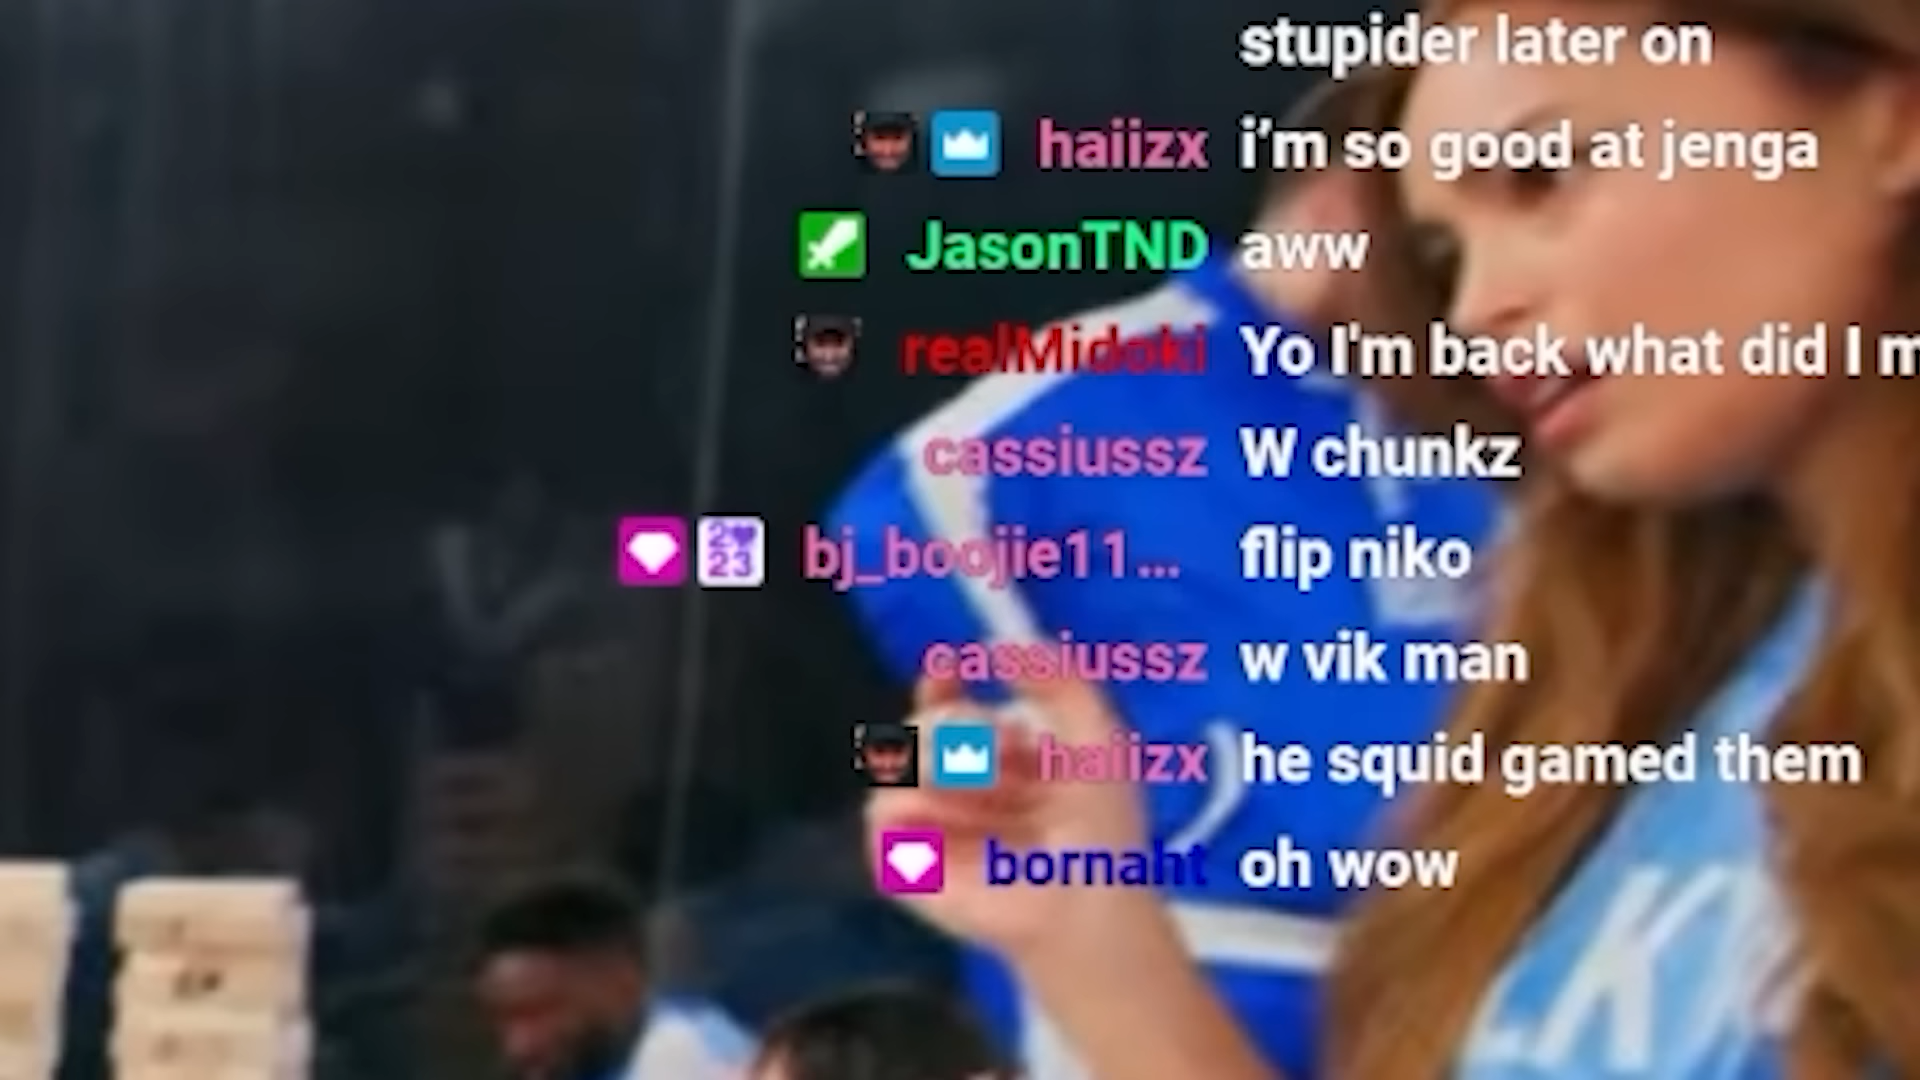 stupider later on
haiizx i'm so good at jenga
JasonTND aww
realMidoki Yo I'm back what did I m
cassiussz W chunkz
bj_boojie11... flip niko
cassiussz w vik man
haiizx he squid gamed them
bornaht oh wow